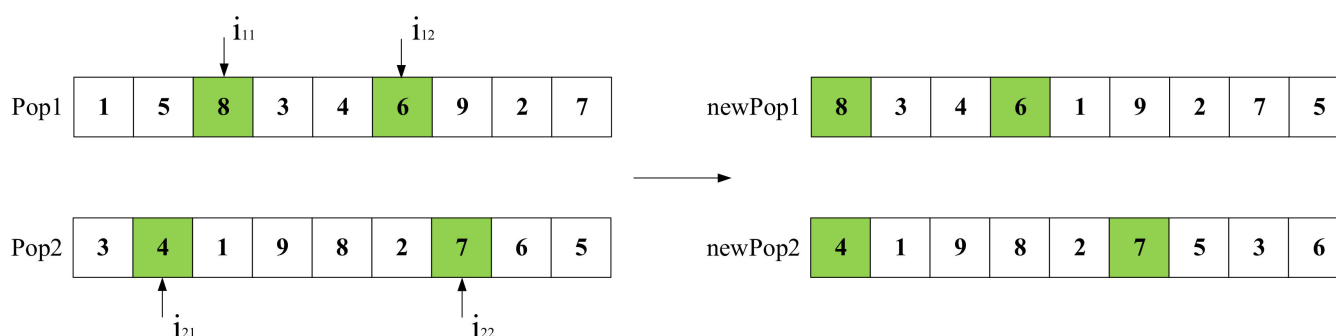 i11 i12
Pop1 1 5 8 3 4 6 9 2 7
newPop1 8 3 4 6 1 9 2 7 5
Pop2 3 4 1 9 8 2 7 6 5
newPop2 4 1 9 8 2 7 5 3 6
i21 i22